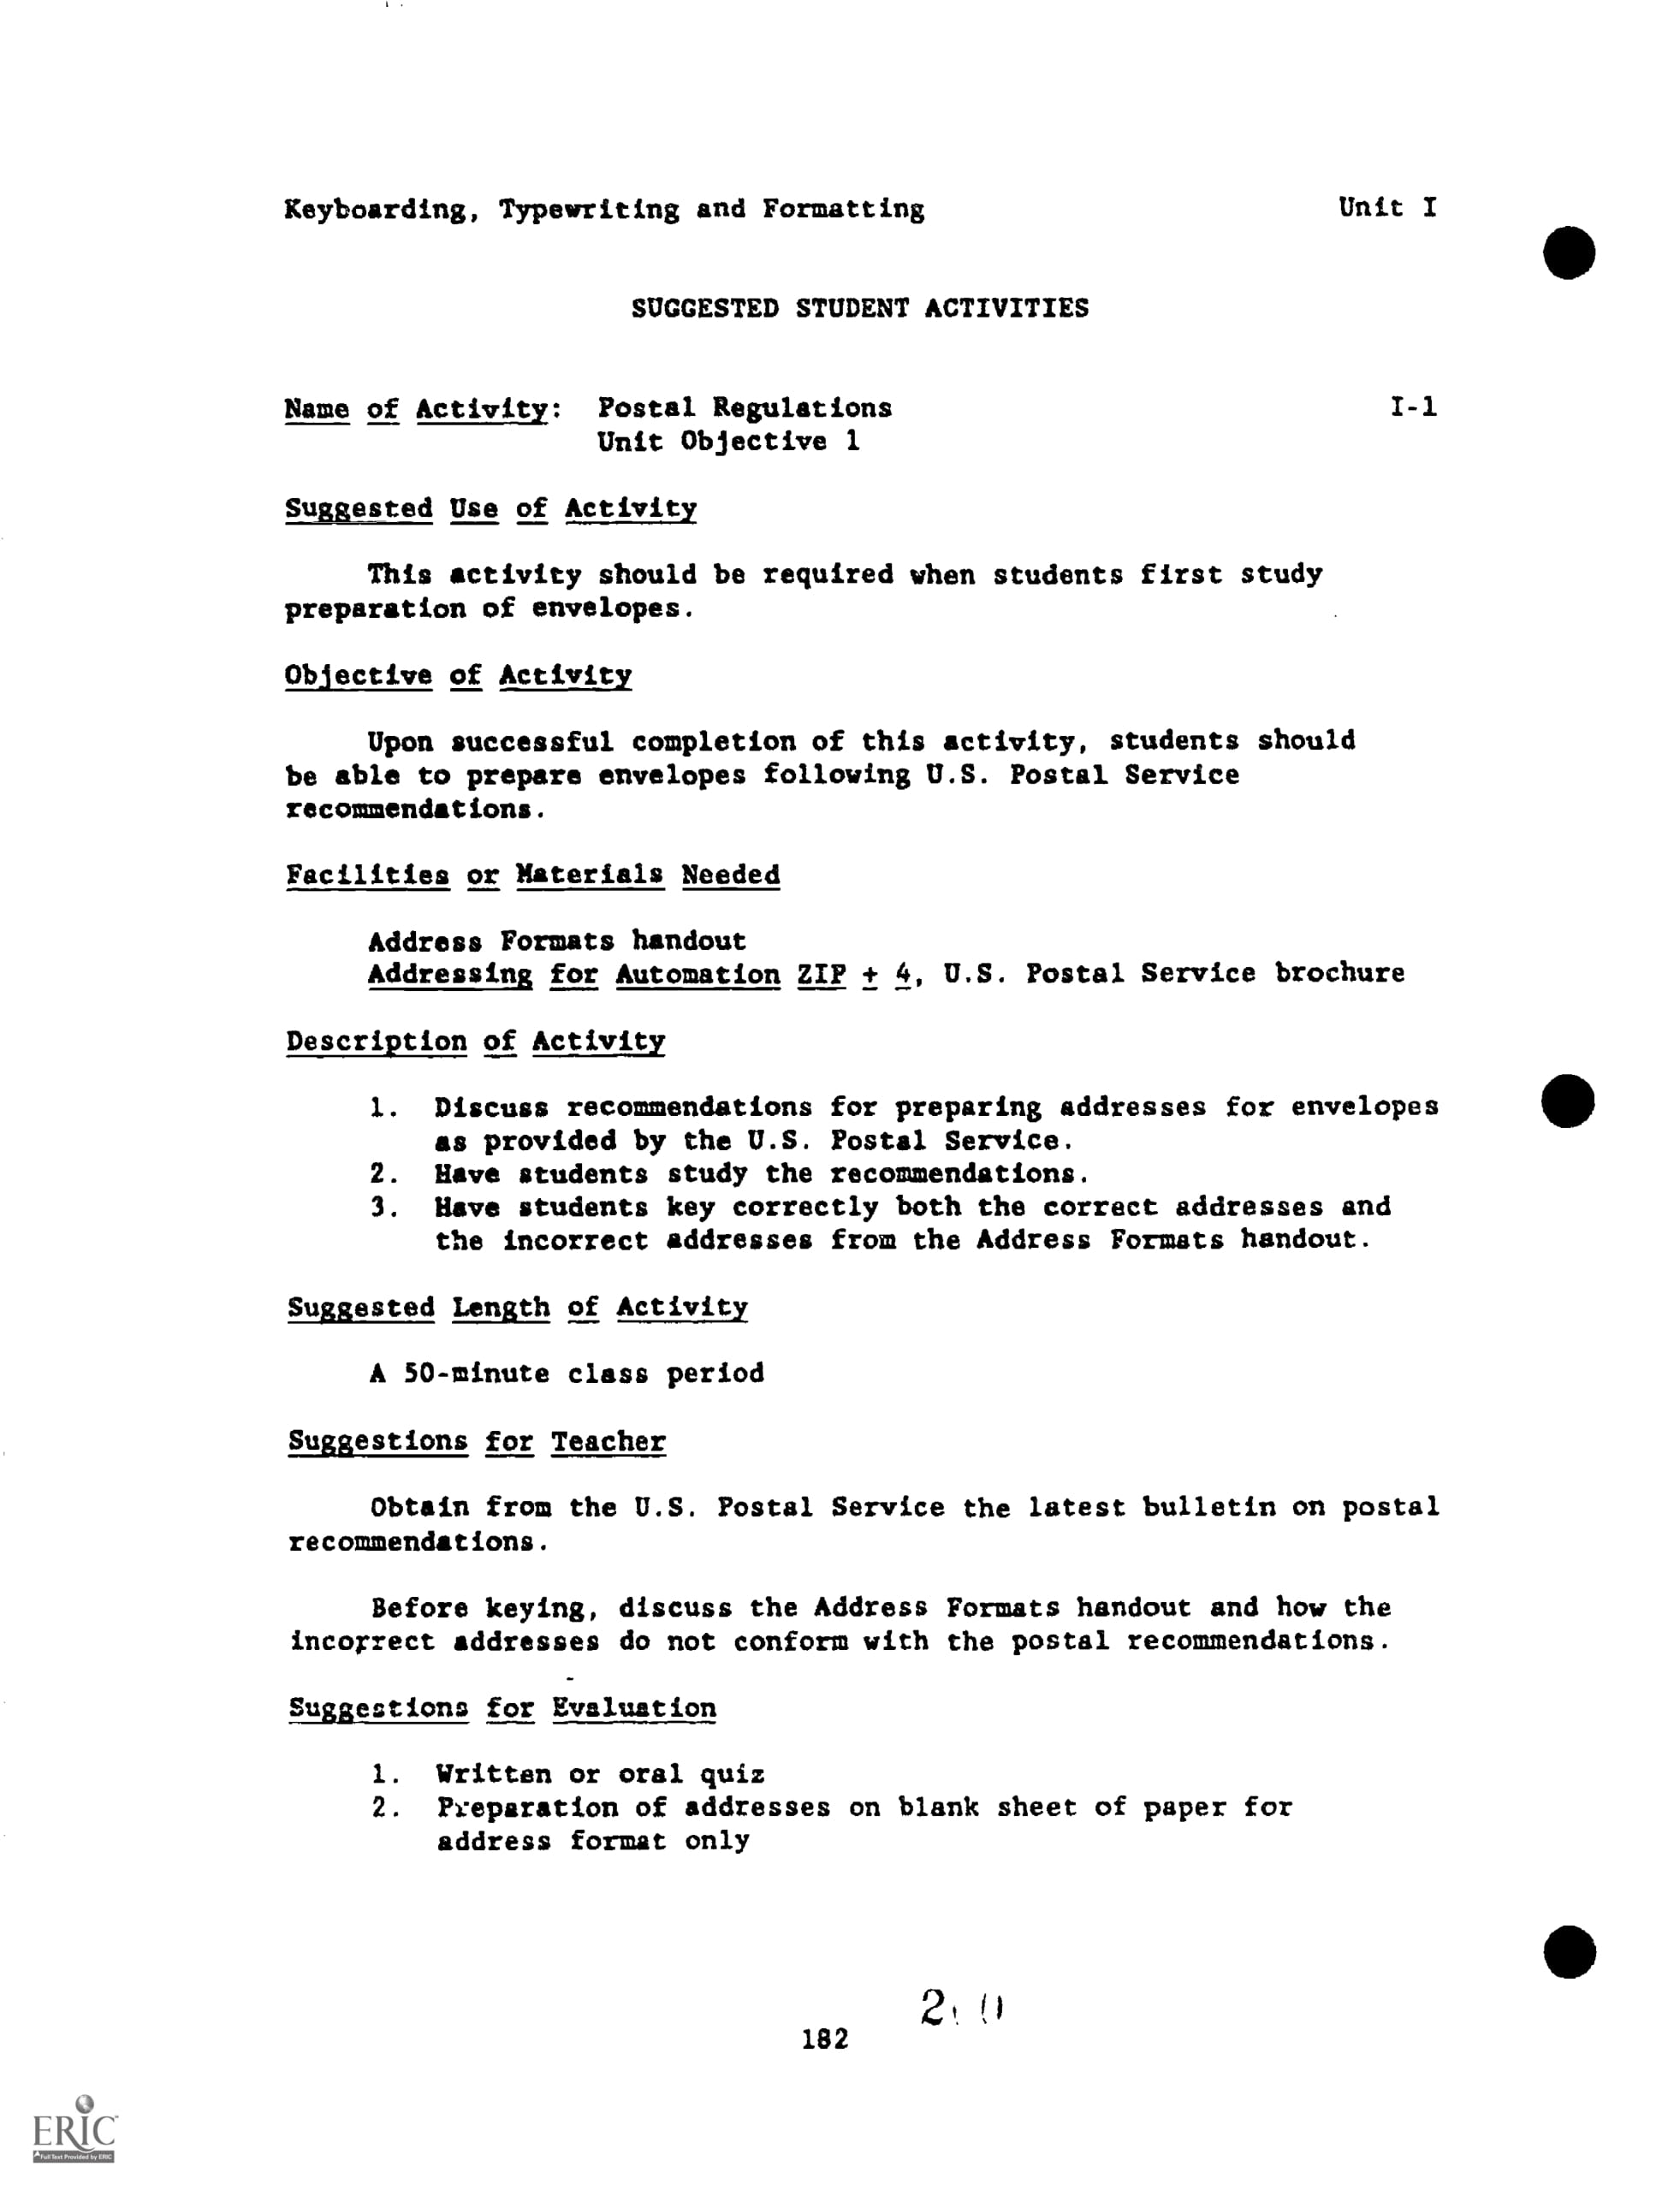 Keyboarding, Typewriting and Formatting Unit I
SUGGESTED STUDENT ACTIVITIES
Name of Activity: Postal Regulations I-1
Unit Objective 1
Suggested Use of Activity
This activity should be required when students first study
preparation of envelopes.
Objective of Activity
Upon successful completion of this activity, students should
be able to prepare envelopes following U.S. Postal Service
recommendations.
Facilities or Materials Needed
Address Formats handout
Addressing for Automation ZIP + 4, U.S. Postal Service brochure
Description of Activity
1. Discuss recommendations for preparing addresses for envelopes
as provided by the U.S. Postal Service.
2. Have students study the recommendations.
3. Have students key correctly both the correct addresses and
the incorrect addresses from the Address Formats handout.
Suggested Length of Activity
A 50-minute class period
Suggestions for Teacher
Obtain from the U.S. Postal Service the latest bulletin on postal
recommendations.
Before keying, discuss the Address Formats handout and how the
incorrect addresses do not conform with the postal recommendations.
Suggestions for Evaluation
1. Written or oral quiz
2. Preparation of addresses on blank sheet of paper for
address format only
182
ERIC
Full Text Provided by ERIC